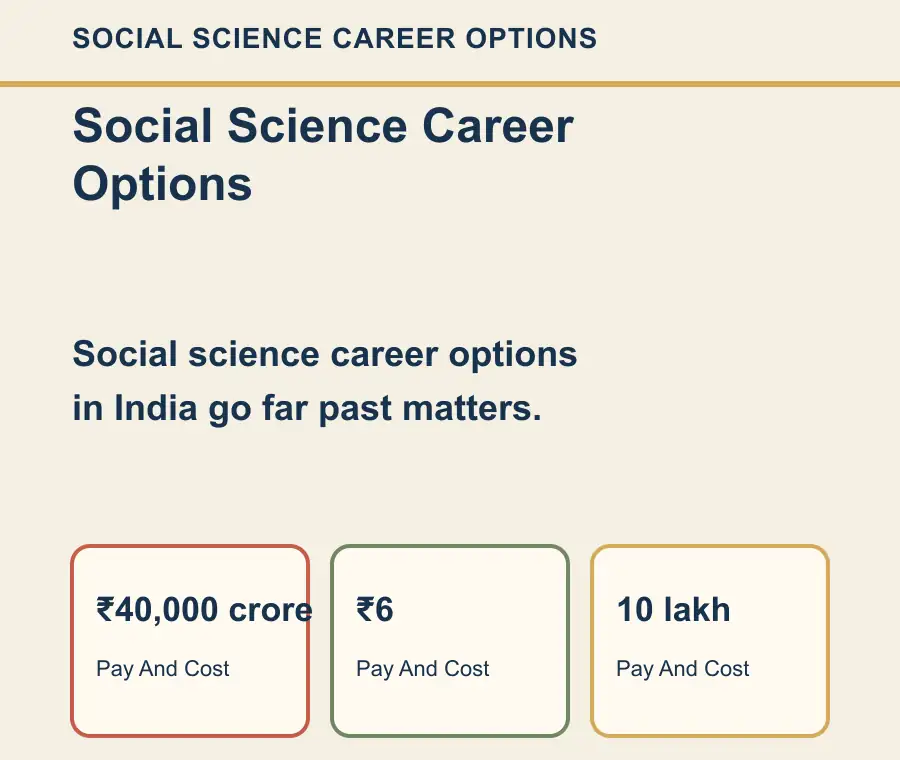 SOCIAL SCIENCE CAREER OPTIONS
Social Science Career
Options
Social science career options
in India go far past matters.
₹40,000 crore
Pay And Cost
₹6
Pay And Cost
10 lakh
Pay And Cost